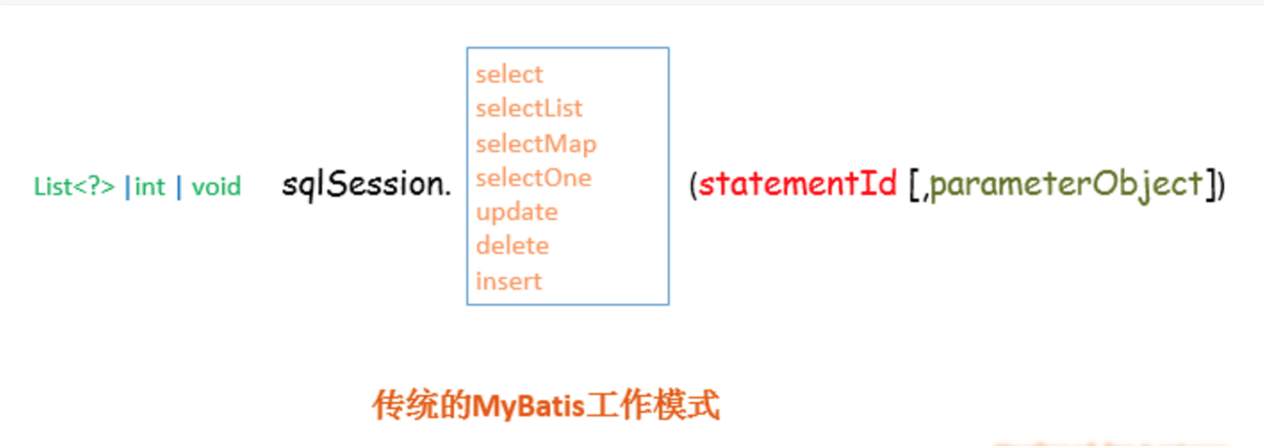 select
selectList
selectMap
List<?> |int | void sqlSession. selectOne (statementId [,parameterObject])
update
delete
insert
传统的MyBatis工作模式